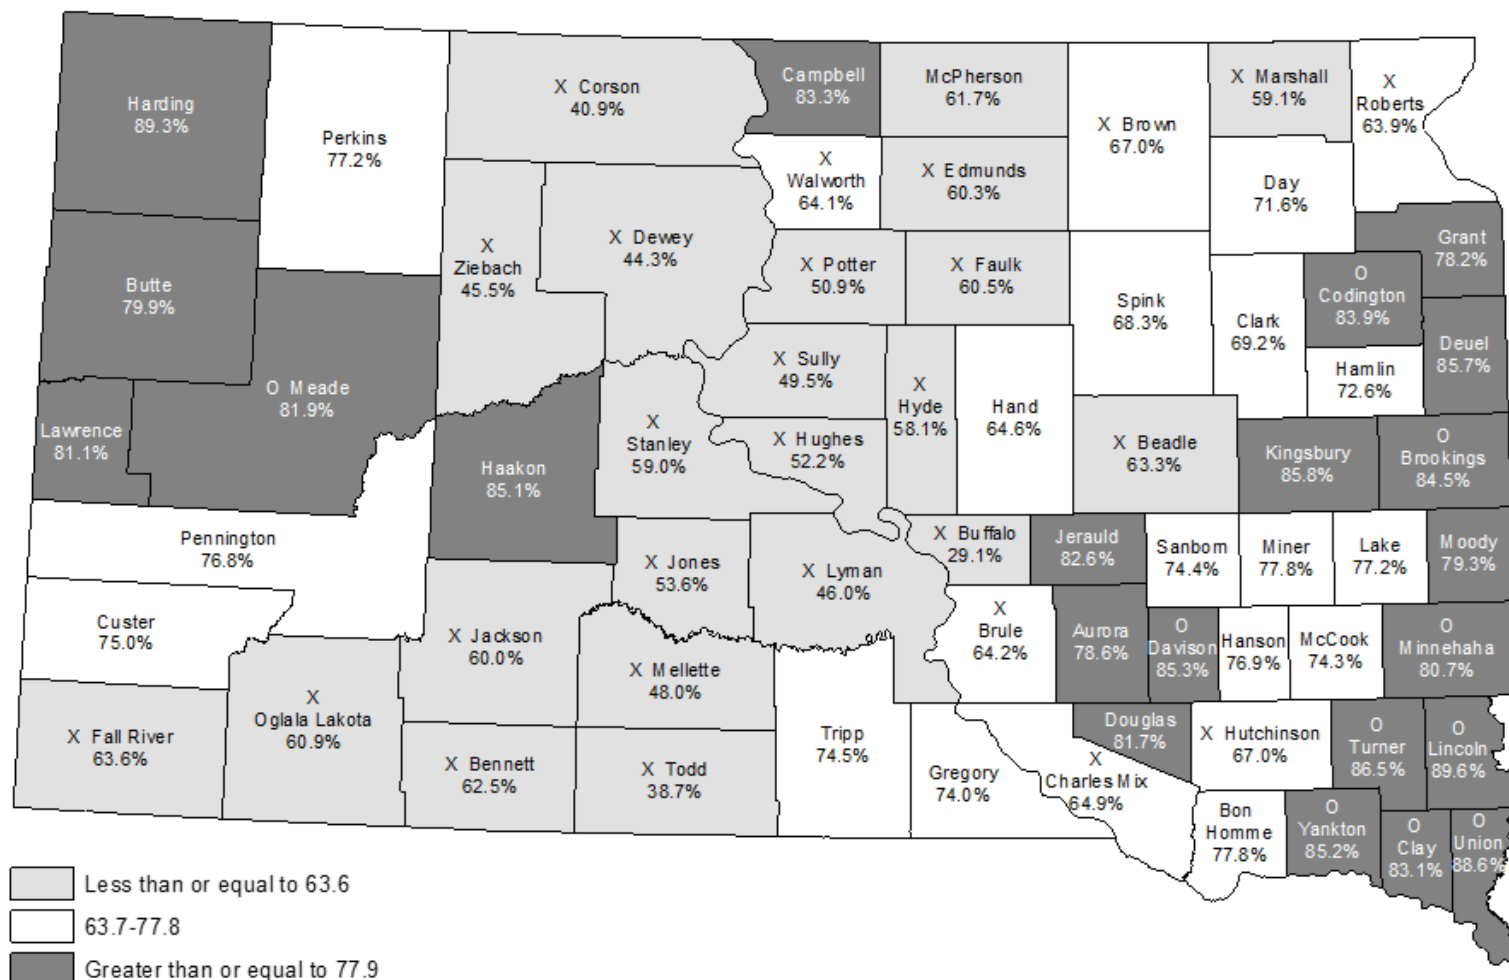 Harding
89.3%
Perkins
77.2%
X Corson
40.9%
Campbell
83.3%
McPherson
61.7%
X Brown
67.0%
X Marshall
59.1%
X
Roberts
63.9%
X
Walworth
64.1%
X Edmunds
60.3%
Day
71.6%
Grant
78.2%
Butte
79.9%
X
Ziebach
45.5%
X Dewey
44.3%
X Potter
50.9%
X Faulk
60.5%
Spink
68.3%
Clark
69.2%
O
Codington
83.9%
Deuel
85.7%
Hamlin
72.6%
O Meade
81.9%
Lawrence
81.1%
Haakon
85.1%
X
Stanley
59.0%
X Sully
49.5%
X
Hyde
58.1%
Hand
64.6%
X Hughes
52.2%
X Beadle
63.3%
Kingsbury
85.8%
O
Brookings
84.5%
Pennington
76.8%
X Jones
53.6%
X Lyman
46.0%
X Buffalo
29.1%
Jerauld
82.6%
Sanborn
74.4%
Miner
77.8%
Lake
77.2%
Moody
79.3%
Custer
75.0%
X Jackson
60.0%
X Mellette
48.0%
X
Brule
64.2%
Aurora
78.6%
O
Davison
85.3%
Hanson
76.9%
McCook
74.3%
O
Minnehaha
80.7%
X Fall River
63.6%
X
Oglala Lakota
60.9%
X Bennett
62.5%
X Todd
38.7%
Tripp
74.5%
Gregory
74.0%
X
Charles Mix
64.9%
Douglas
81.7%
X Hutchinson
67.0%
O
Turner
86.5%
O
Lincoln
89.6%
Bon
Homme
77.8%
O
Yankton
85.2%
O
Clay
83.1%
O
Union
88.6%
Less than or equal to 63.6
63.7-77.8
Greater than or equal to 77.9